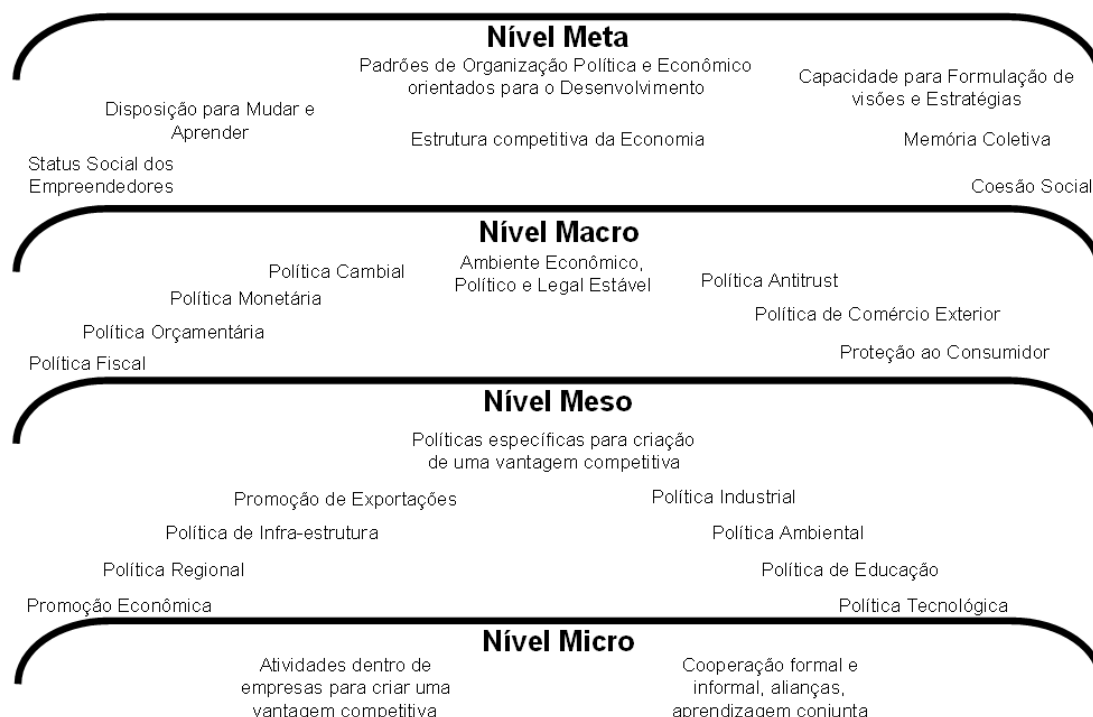 Nível Meta
Padrões de Organização Política e Econômico
orientados para o Desenvolvimento
Capacidade para Formulação de
visões e Estratégias
Disposição para Mudar e
Aprender
Estrutura competitiva da Economia
Memória Coletiva
Status Social dos
Empreendedores
Coesão Social
Nível Macro
Ambiente Econômico,
Político e Legal Estável
Política Cambial
Política Antitrust
Política Monetária
Política de Comércio Exterior
Política Orçamentária
Proteção ao Consumidor
Política Fiscal
Nível Meso
Políticas específicas para criação
de uma vantagem competitiva
Promoção de Exportações
Política Industrial
Política de Infra-estrutura
Política Ambiental
Política Regional
Política de Educação
Promoção Econômica
Política Tecnológica
Nível Micro
Atividades dentro de
empresas para criar uma
vantagem competitiva
Cooperação formal e
informal, alianças,
aprendizagem conjunta